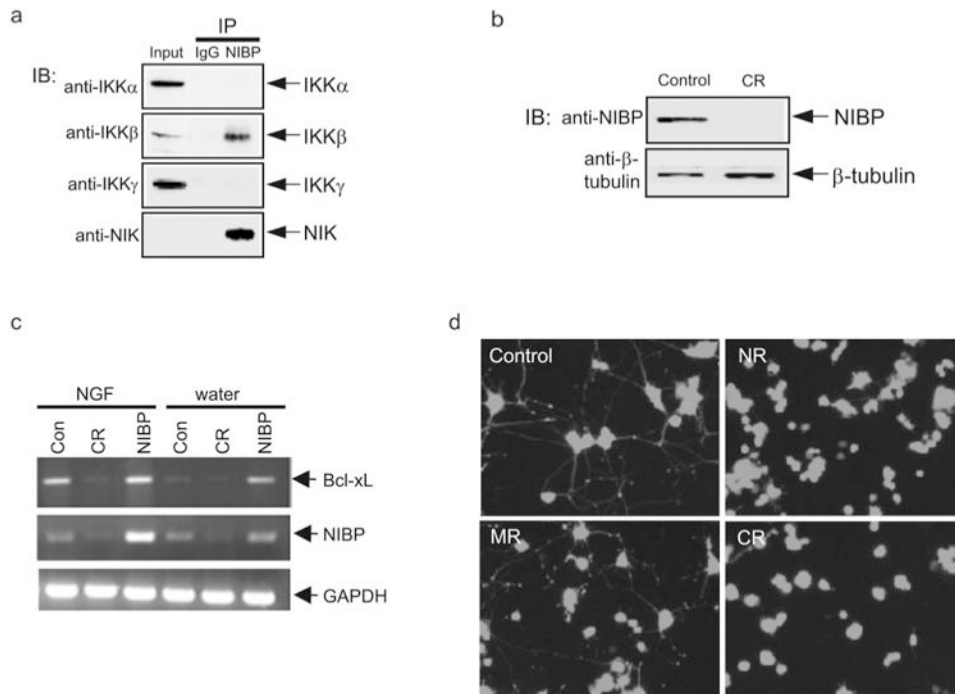 a
IP
Input IgG NIBP
IB:
anti-IKKα IKKα
anti-IKKβ IKKβ
anti-IKKγ IKKγ
anti-NIK NIK
b
Control CR
IB: anti-NIBP NIBP
anti-β-
tubulin β-tubulin
c
NGF water
Con CR NIBP Con CR NIBP
Bcl-xL
NIBP
GAPDH
d
Control NR
MR CR